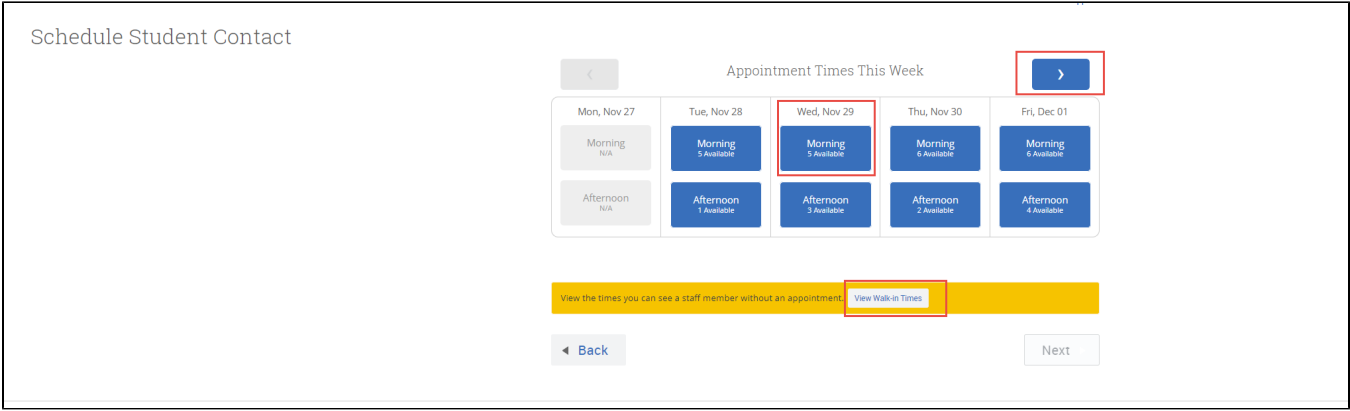 Schedule Student Contact
Appointment Times This Week
Mon, Nov 27
Tue, Nov 28
Wed, Nov 29
Thu, Nov 30
Fri, Dec 01
Morning
N/A
Morning
5 Available
Morning
5 Available
Morning
6 Available
Morning
6 Available
Afternoon
N/A
Afternoon
1 Available
Afternoon
3 Available
Afternoon
2 Available
Afternoon
4 Available
View the times you can see a staff member without an appointment. View Walk-in Times
Back
Next